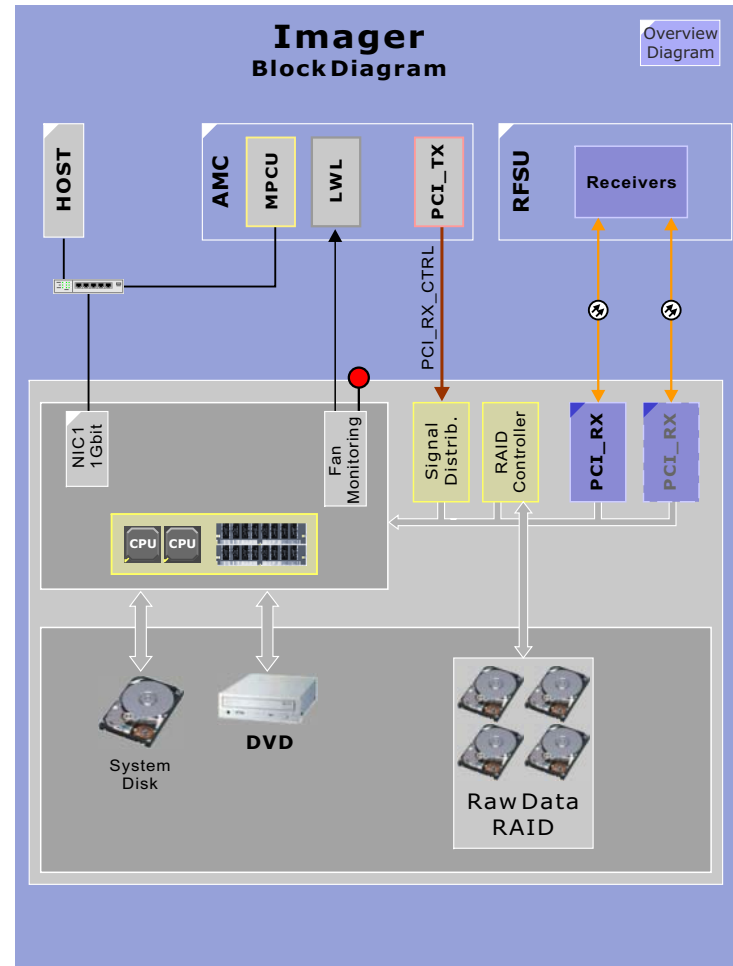 Imager
Block Diagram
Overview
Diagram
HOST
AMC
MPCU
LWL
PCI_TX
RFSU
Receivers
PCI_RX_CTRL
NIC1
1Gbit
Fan
Monitoring
Signal
Distrib.
RAID
Controller
PCI_RX
PCI_RX
CPU
CPU
System
Disk
DVD
Raw Data
RAID